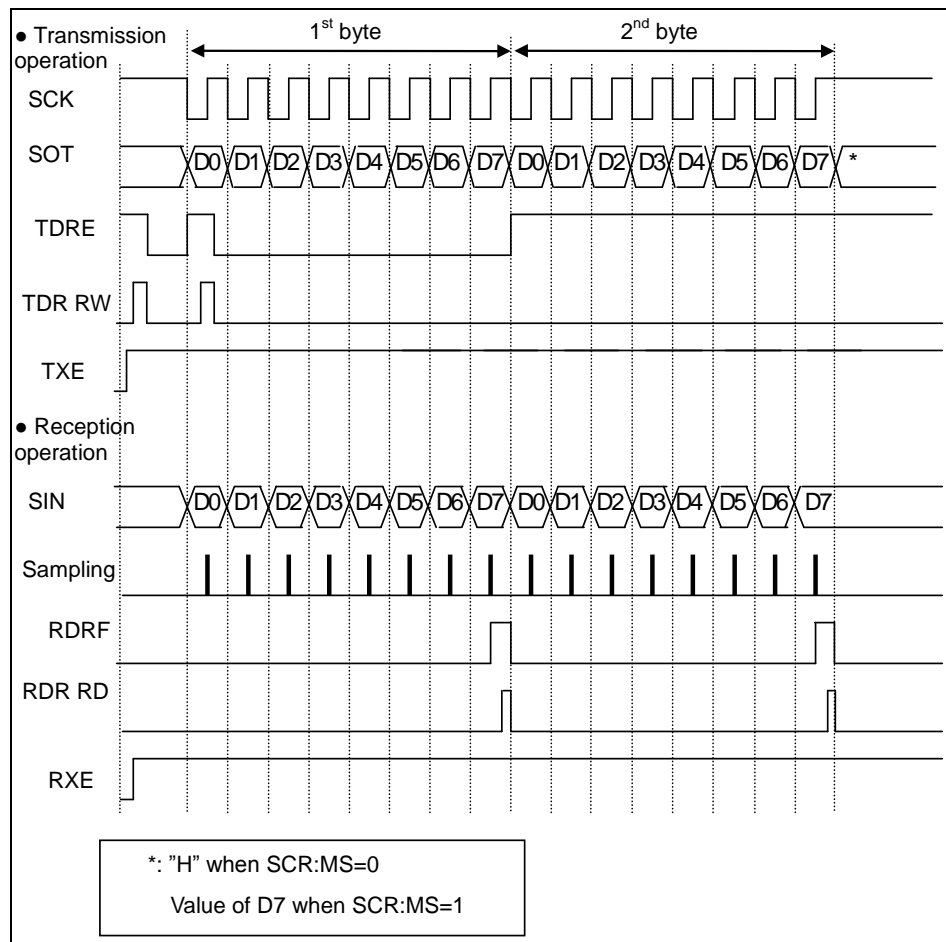 1st byte 2nd byte
● Transmission
operation
SCK
SOT D0 D1 D2 D3 D4 D5 D6 D7 D0 D1 D2 D3 D4 D5 D6 D7 *
TDRE
TDR RW
TXE
● Reception
operation
SIN D0 D1 D2 D3 D4 D5 D6 D7 D0 D1 D2 D3 D4 D5 D6 D7
Sampling
RDRF
RDR RD
RXE
*: ”H” when SCR:MS=0
Value of D7 when SCR:MS=1